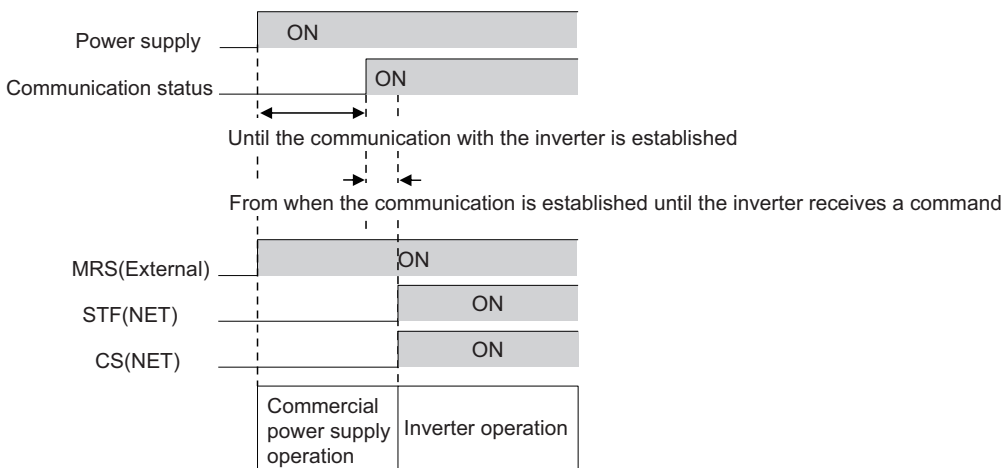 Power supply
ON
Communication status
ON
Until the communication with the inverter is established
From when the communication is established until the inverter receives a command
MRS(External)
ON
STF(NET)
ON
CS(NET)
ON
Commercial
power supply
operation
Inverter operation